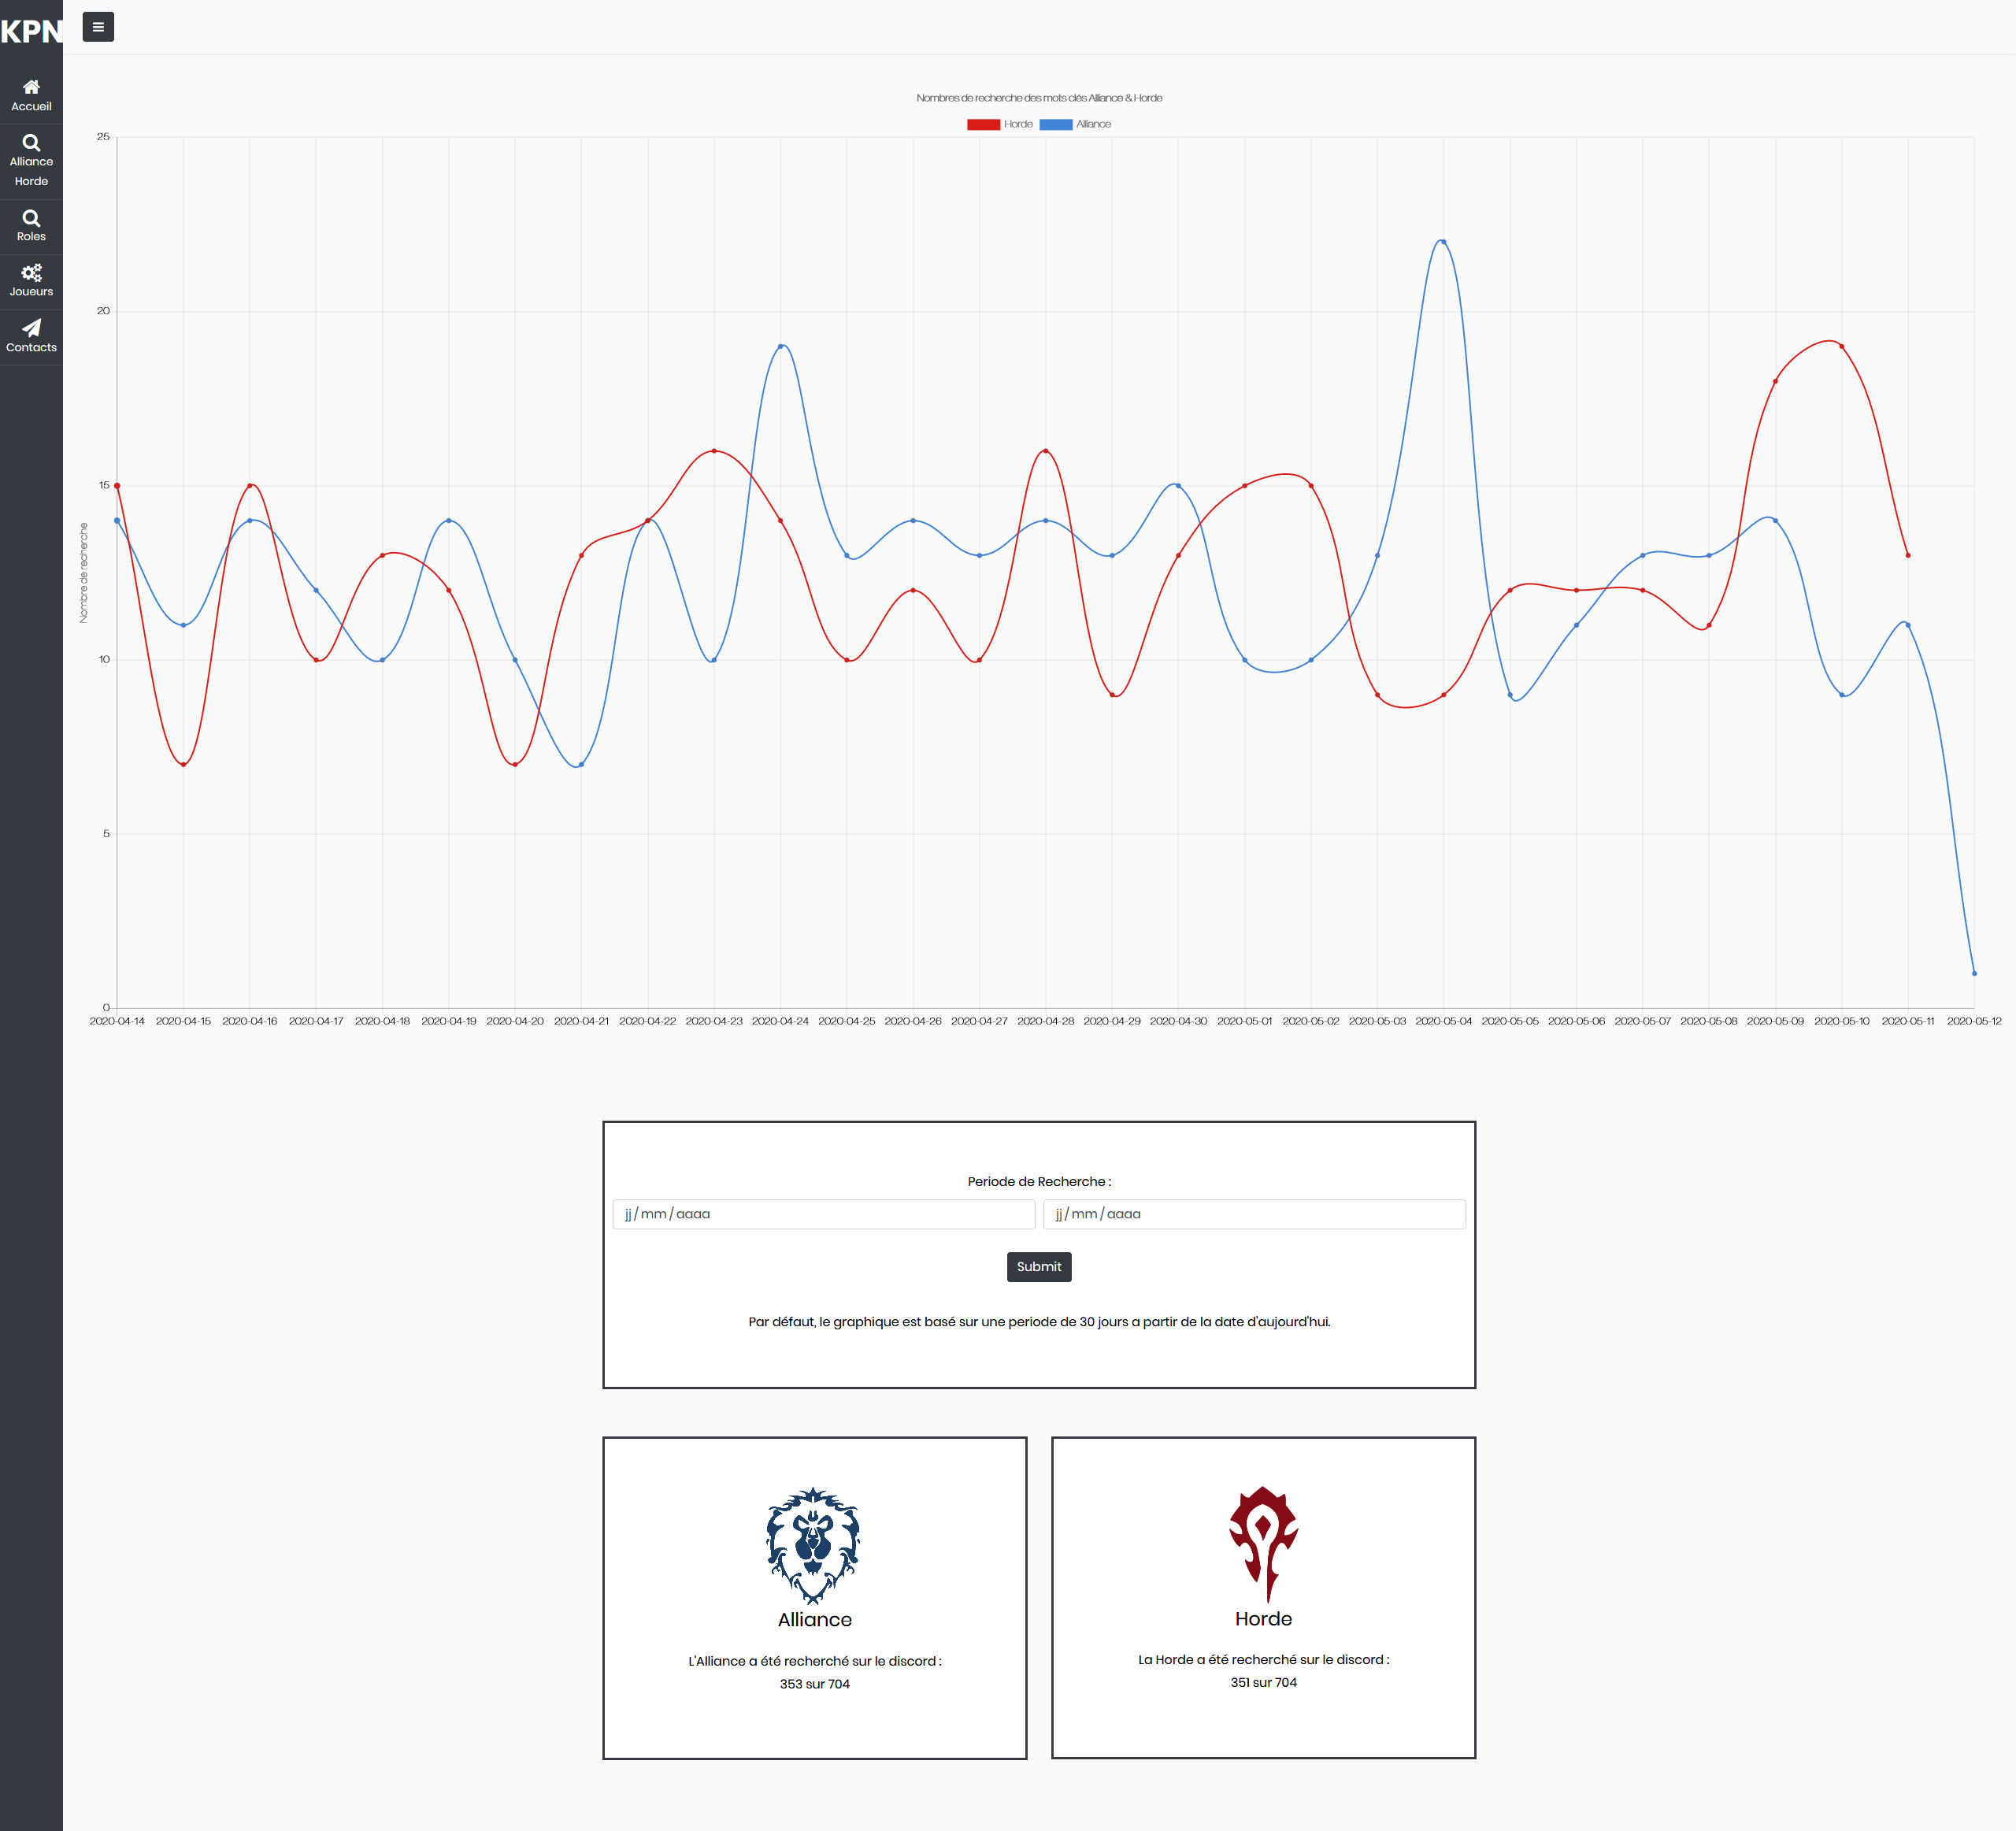 KPN
Accueil
Alliance
Horde
Roles
Joueurs
Contacts
Nombres de recherche des mots clés Alliance & Horde
Horde Alliance
Nombre de recherche
25
20
15
10
5
0
2020-04-14 2020-04-15 2020-04-16 2020-04-17 2020-04-18 2020-04-19 2020-04-20 2020-04-21 2020-04-22 2020-04-23 2020-04-24 2020-04-25 2020-04-26 2020-04-27 2020-04-28 2020-04-29 2020-04-30 2020-05-01 2020-05-02 2020-05-03 2020-05-04 2020-05-05 2020-05-06 2020-05-07 2020-05-08 2020-05-09 2020-05-10 2020-05-11 2020-05-12
Periode de Recherche :
jj / mm / aaaa jj / mm / aaaa
Submit
Par défaut, le graphique est basé sur une periode de 30 jours a partir de la date d'aujourd'hui.
Alliance
L'Alliance a été recherché sur le discord :
353 sur 704
Horde
La Horde a été recherché sur le discord :
351 sur 704